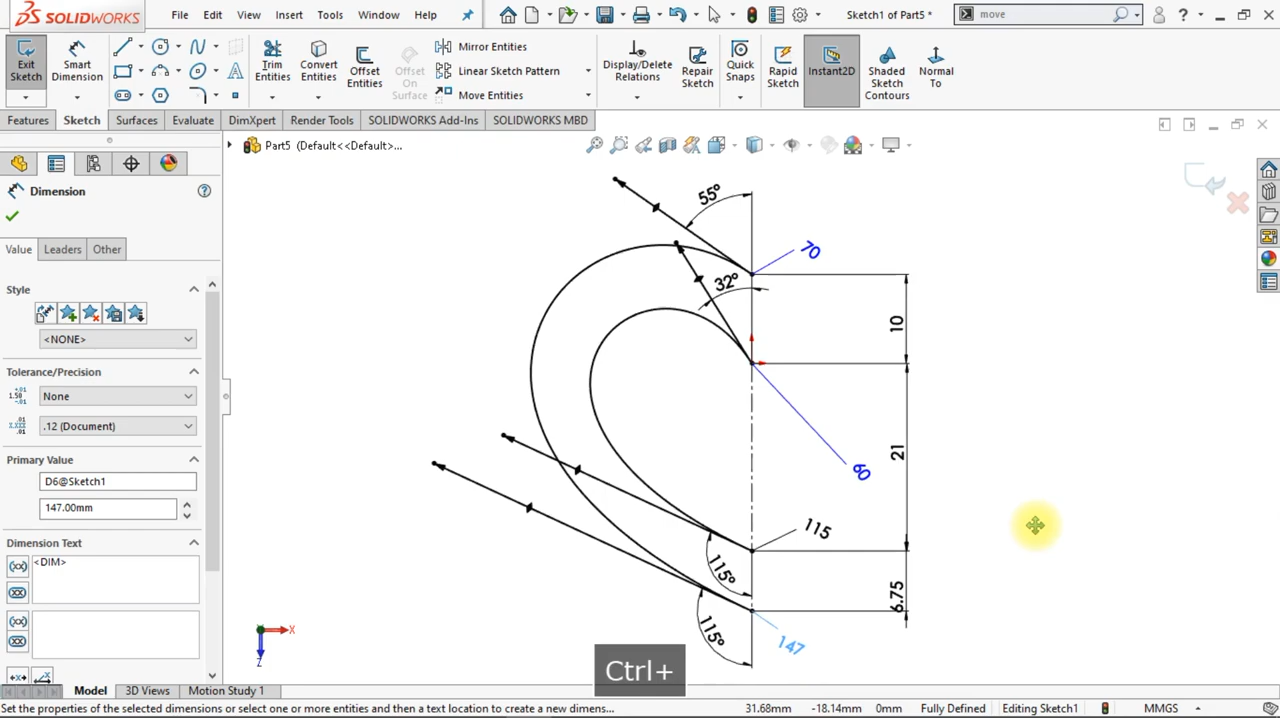 SOLIDWORKS
File Edit View Insert Tools Window Help
Sketch1 of Part5 *
move
Exit Sketch
Smart Dimension
Trim Entities
Convert Entities
Offset Entities
Offset On Surface
Mirror Entities
Linear Sketch Pattern
Move Entities
Display/Delete Relations
Repair Sketch
Quick Snaps
Rapid Sketch
Instant2D
Shaded Sketch Contours
Normal To
Features Sketch Surfaces Evaluate DimXpert Render Tools SOLIDWORKS Add-Ins SOLIDWORKS MBD
Part5 (Default<<Default>...
Dimension
Value Leaders Other
Style
<NONE>
Tolerance/Precision
None
.12 (Document)
Primary Value
D6@Sketch1
147.00mm
Dimension Text
<DIM>
55°
70
32°
10
21
60
115
115°
6.75
115°
147
X
Z
Ctrl+
Model 3D Views Motion Study 1
Set the properties of the selected dimensions or select one or more entities and then a text location to create a new dimens...
31.68mm -18.14mm 0mm Fully Defined Editing Sketch1 MMGS